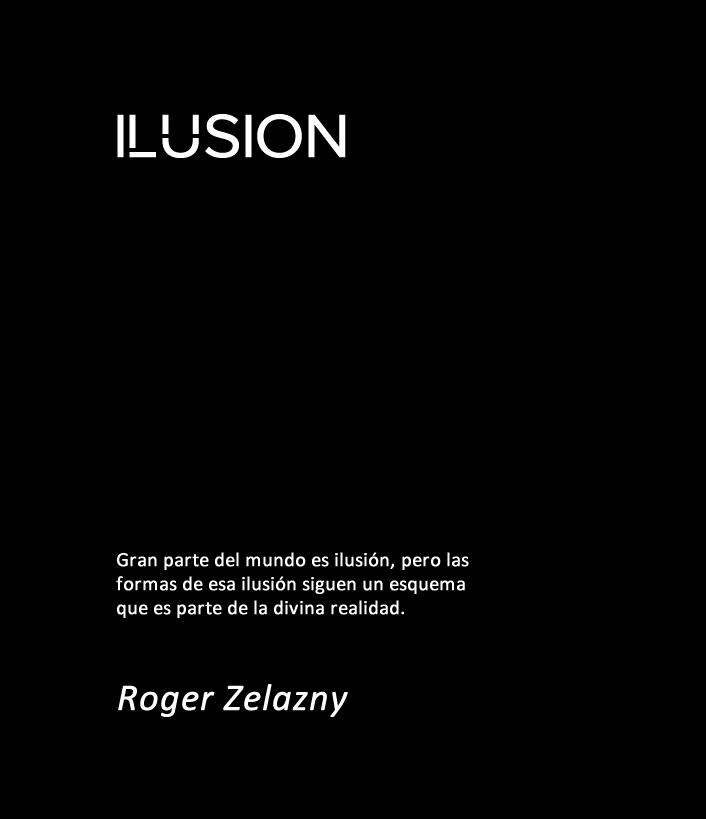 ILUSION
Gran parte del mundo es ilusión, pero las
formas de esa ilusión siguen un esquema
que es parte de la divina realidad.
Roger Zelazny